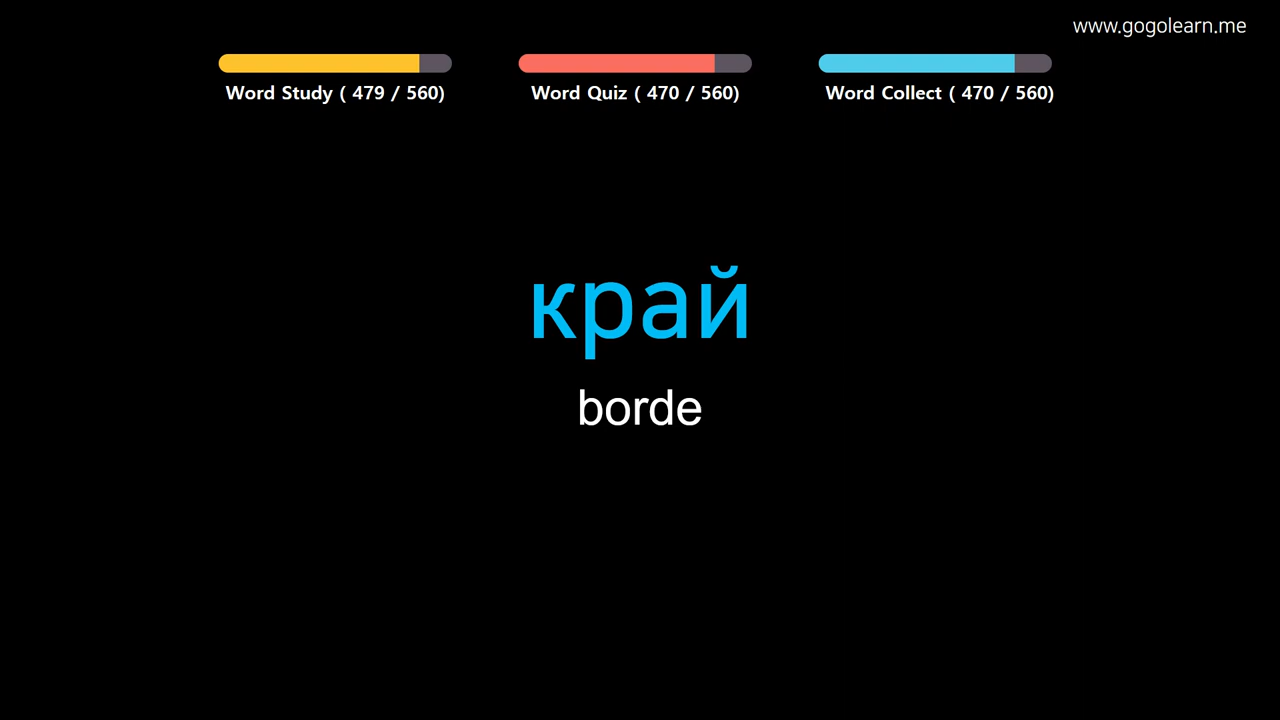 www.gogolearn.me
Word Study ( 479 / 560)
Word Quiz ( 470 / 560)
Word Collect ( 470 / 560)
край
borde